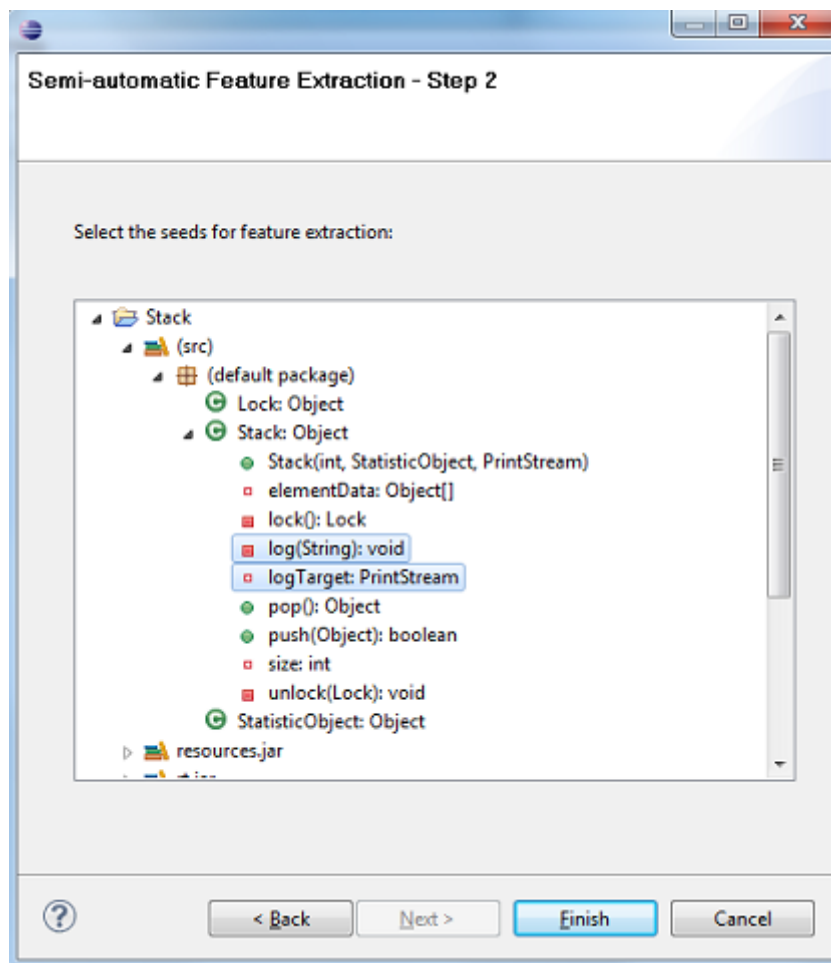 Semi-automatic Feature Extraction - Step 2
Select the seeds for feature extraction:
Stack
(src)
(default package)
Lock: Object
Stack: Object
Stack(int, StatisticObject, PrintStream)
elementData: Object[]
lock(): Lock
log(String): void
logTarget: PrintStream
pop(): Object
push(Object): boolean
size: int
unlock(Lock): void
StatisticObject: Object
resources.jar
< Back
Next >
Finish
Cancel